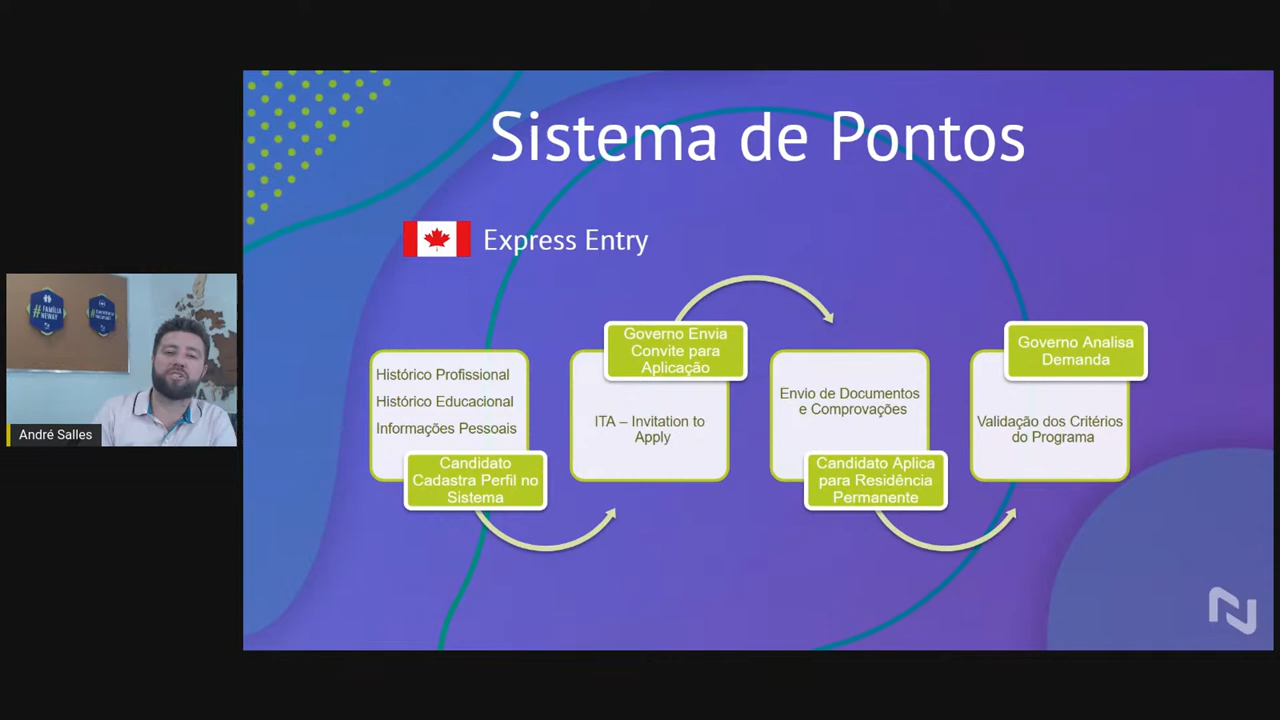 Sistema de Pontos
Express Entry
Histórico Profissional
Histórico Educacional
Informações Pessoais
Candidato
Cadastra Perfil no
Sistema
Governo Envia
Convite para
Aplicação
ITA – Invitation to
Apply
Envio de Documentos
e Comprovações
Candidato Aplica
para Residência
Permanente
Governo Analisa
Demanda
Validação dos Critérios
do Programa
#FAMÍLIA
NEWAY
André Salles